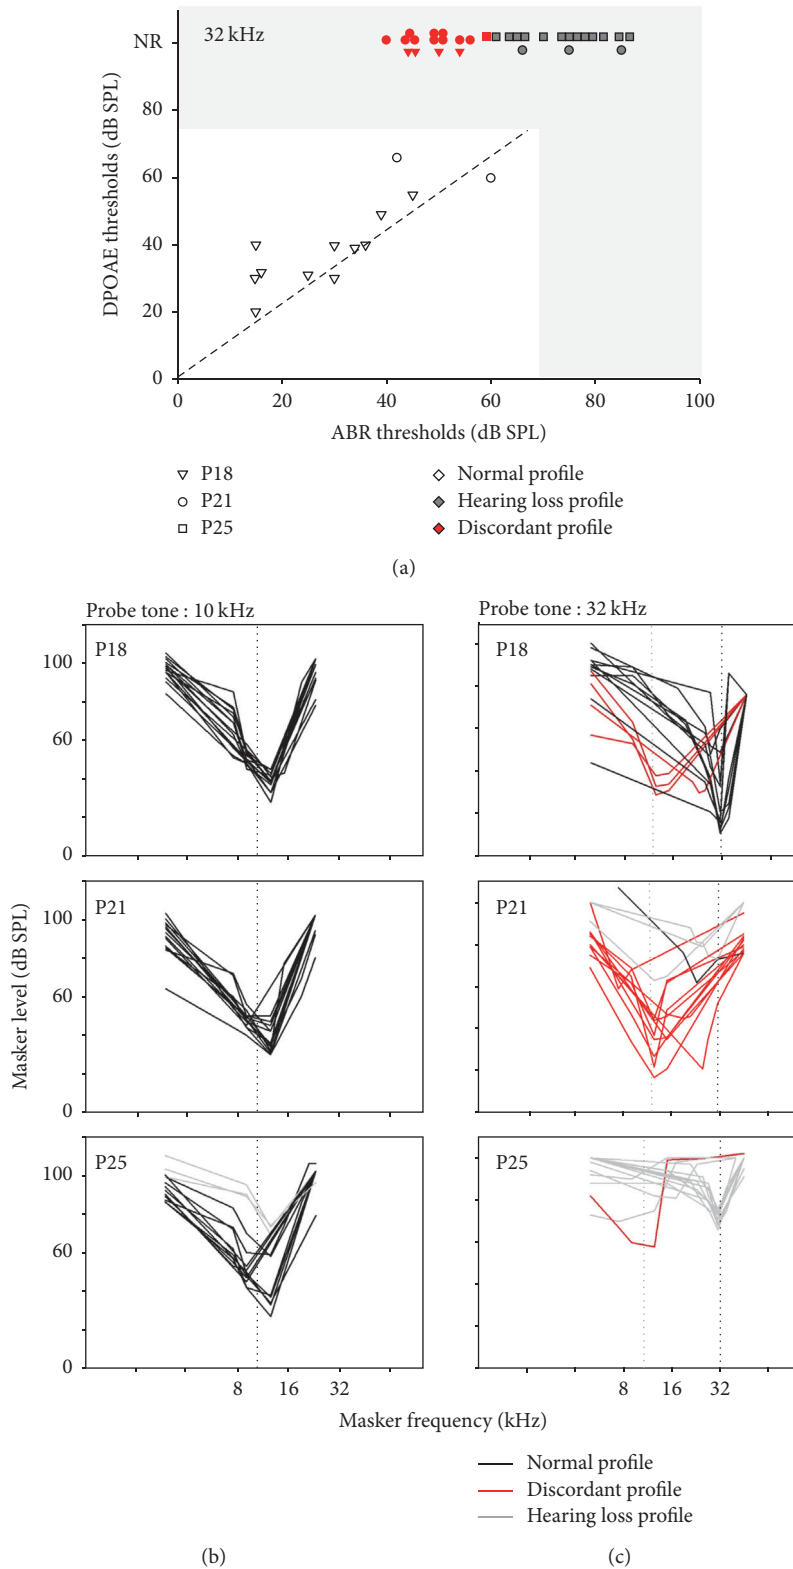 32 kHz
NR
80
60
40
20
0
DPOAE thresholds (dB SPL)
0 20 40 60 80 100
ABR thresholds (dB SPL)
P18 Normal profile
P21 Hearing loss profile
P25 Discordant profile
(a)
Probe tone : 10 kHz
Probe tone : 32 kHz
P18
100
60
0
P18
P21
100
60
0
P21
P25
100
60
0
P25
Masker level (dB SPL)
8 16 32
8 16 32
Masker frequency (kHz)
Normal profile
Discordant profile
Hearing loss profile
(b)
(c)